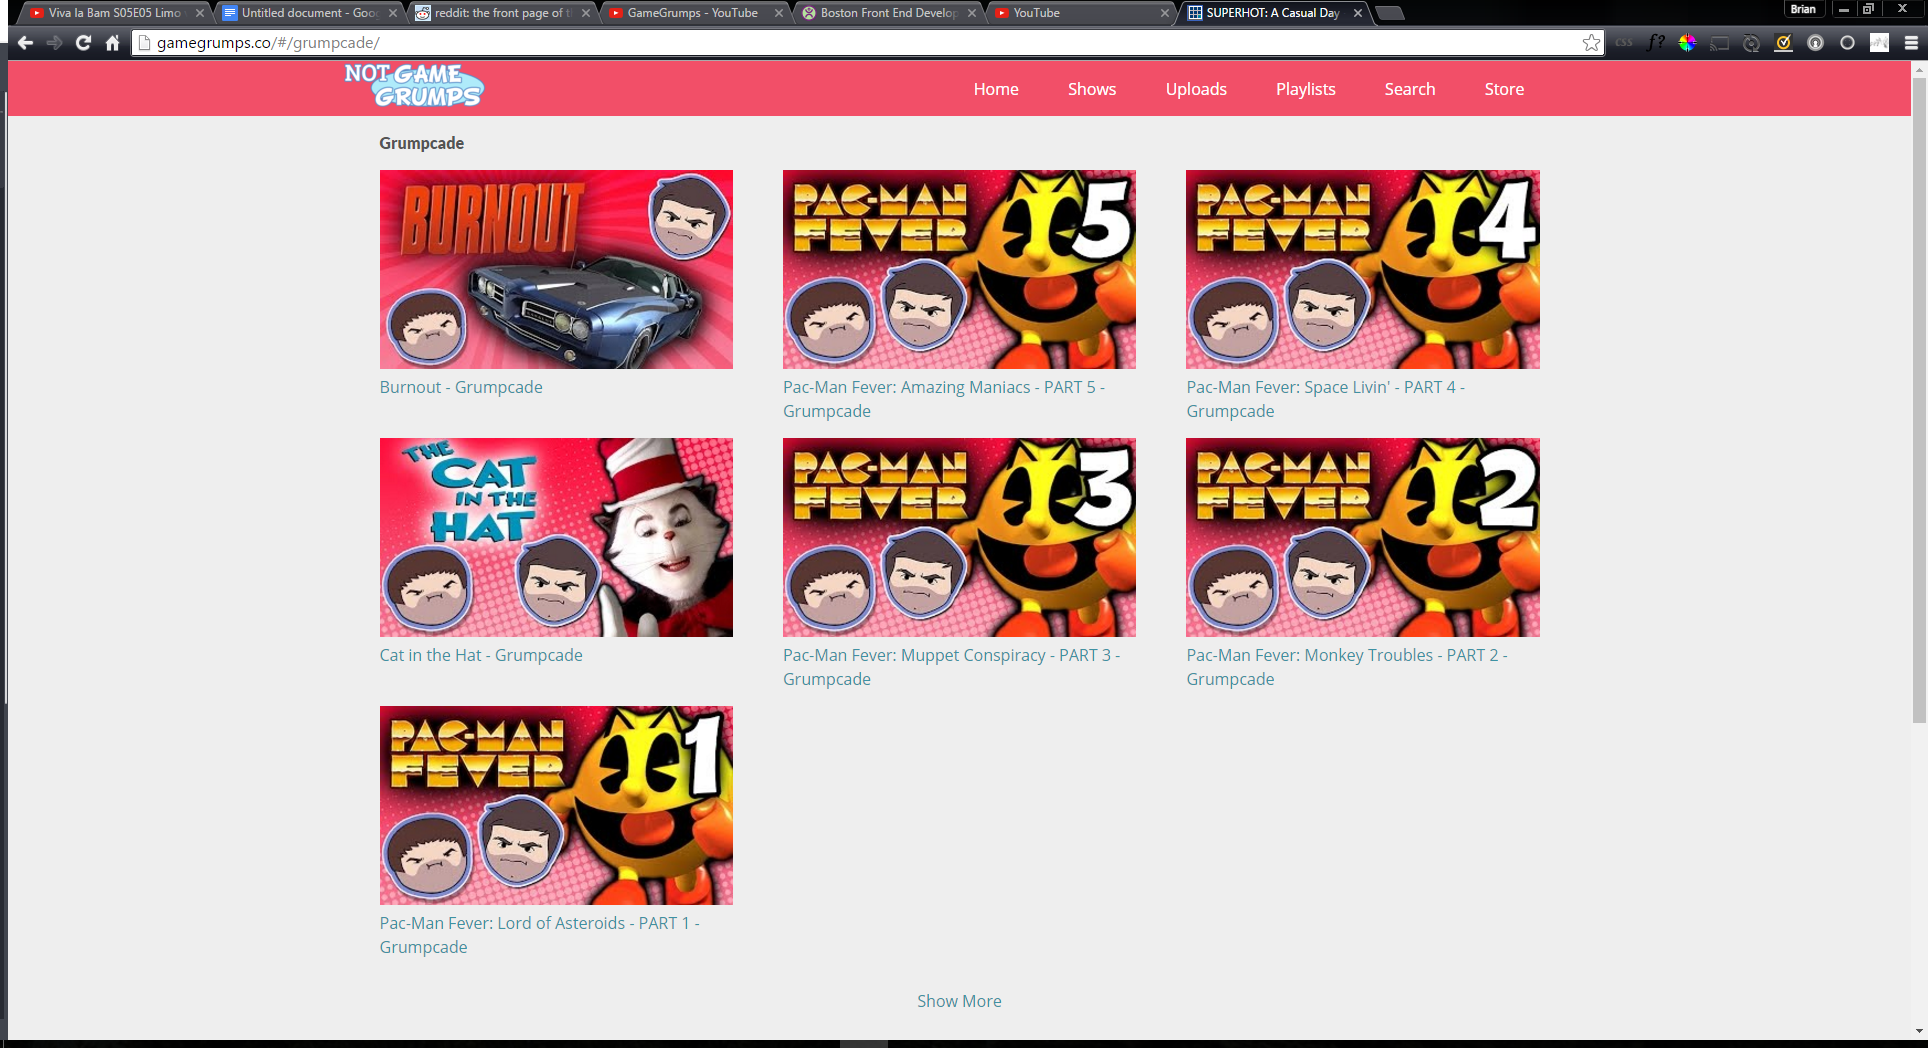 Viva la Bam S05E05 Limo
Untitled document - Goo
reddit: the front page of t
GameGrumps - YouTube
Boston Front End Develop
YouTube
SUPERHOT: A Casual Day
Brian
gamegrumps.co/#/grumpcade/
CSS
f?
NOT GAME
GRUMPS
Home
Shows
Uploads
Playlists
Search
Store
Grumpcade
BURNOUT
PAC-MAN
FEVER
5
PAC-MAN
FEVER
4
Burnout - Grumpcade
Pac-Man Fever: Amazing Maniacs - PART 5 -
Grumpcade
Pac-Man Fever: Space Livin' - PART 4 -
Grumpcade
THE
CAT
IN THE
HAT
PAC-MAN
FEVER
3
PAC-MAN
FEVER
2
Cat in the Hat - Grumpcade
Pac-Man Fever: Muppet Conspiracy - PART 3 -
Grumpcade
Pac-Man Fever: Monkey Troubles - PART 2 -
Grumpcade
PAC-MAN
FEVER
1
Pac-Man Fever: Lord of Asteroids - PART 1 -
Grumpcade
Show More